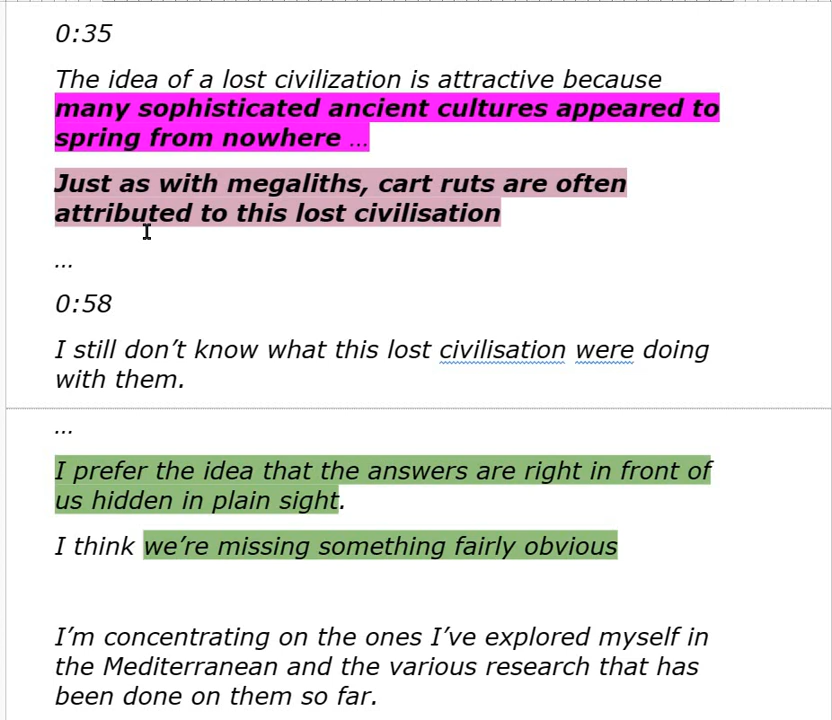 0:35
The idea of a lost civilization is attractive because
many sophisticated ancient cultures appeared to
spring from nowhere …
Just as with megaliths, cart ruts are often
attributed to this lost civilisation
…
0:58
I still don’t know what this lost civilisation were doing
with them.
…
I prefer the idea that the answers are right in front of
us hidden in plain sight.
I think we’re missing something fairly obvious
I’m concentrating on the ones I’ve explored myself in
the Mediterranean and the various research that has
been done on them so far.